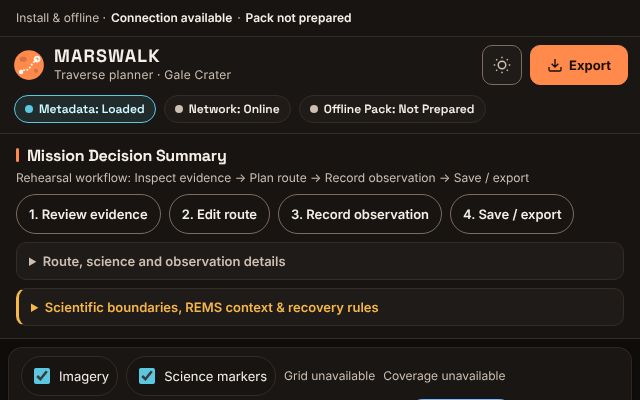 Install & offline · Connection available · Pack not prepared
MARSWALK
Traverse planner · Gale Crater
Export
Metadata: Loaded
Network: Online
Offline Pack: Not Prepared
Mission Decision Summary
Rehearsal workflow: Inspect evidence → Plan route → Record observation → Save / export
1. Review evidence
2. Edit route
3. Record observation
4. Save / export
▶ Route, science and observation details
▶ Scientific boundaries, REMS context & recovery rules
Imagery
Science markers
Grid unavailable
Coverage unavailable